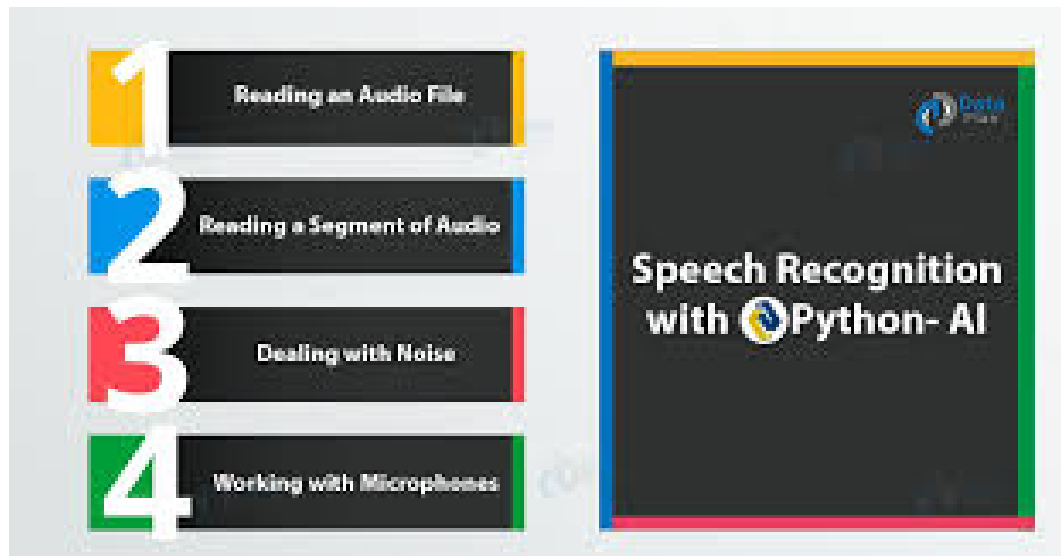 1
Reading an Audio File
2
Reading a Segment of Audio
3
Dealing with Noise
4
Working with Microphones
Data
Speech Recognition
with Python- AI